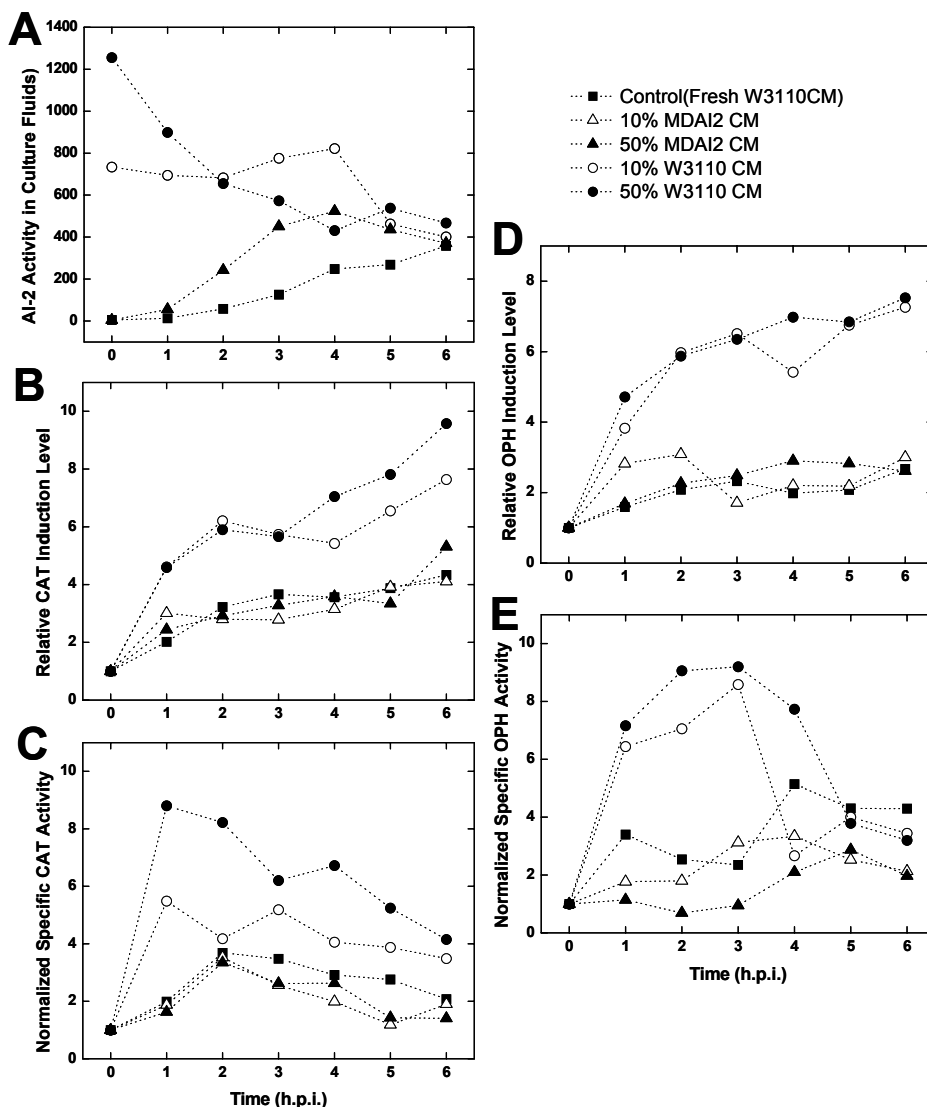 A
AI-2 Activity in Culture Fluids)
1400
1200
1000
800
600
400
200
0
0 1 2 3 4 5 6
Control(Fresh W3110CM)
10% MDAI2 CM
50% MDAI2 CM
10% W3110 CM
50% W3110 CM
B
Relative CAT Induction Level
10
8
6
4
2
0
0 1 2 3 4 5 6
C
Normalized Specific CAT Activity
10
8
6
4
2
0
0 1 2 3 4 5 6
Time (h.p.i.)
D
Relative OPH Induction Level
8
6
4
2
0
0 1 2 3 4 5 6
E
Normalized Specific OPH Activity
10
8
6
4
2
0
0 1 2 3 4 5 6
Time (h.p.i.)